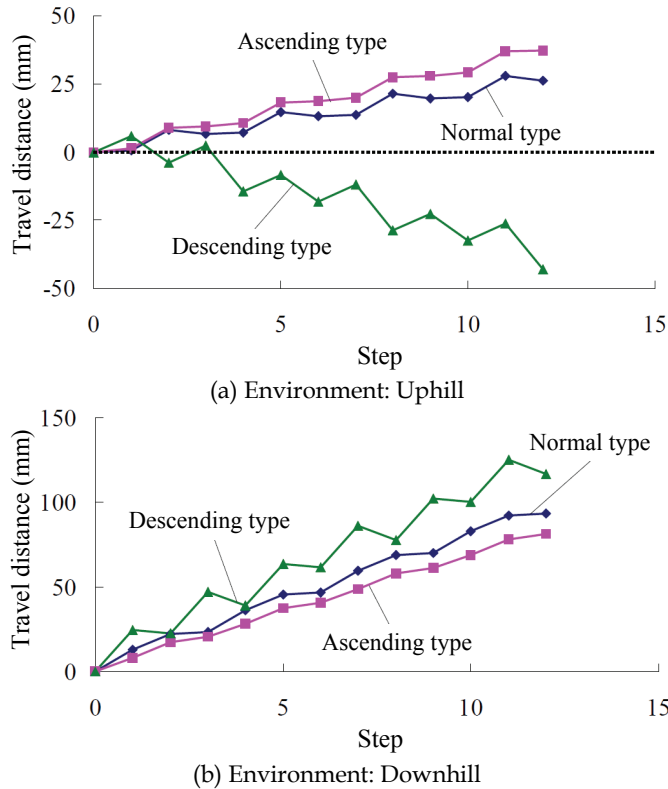 50
Ascending type
25
Normal type
0
Travel distance (mm)
-25
Descending type
-50
0
5
10
15
Step
(a) Environment: Uphill
150
Normal type
Travel distance (mm)
100
Descending type
50
Ascending type
0
0
5
10
15
Step
(b) Environment: Downhill